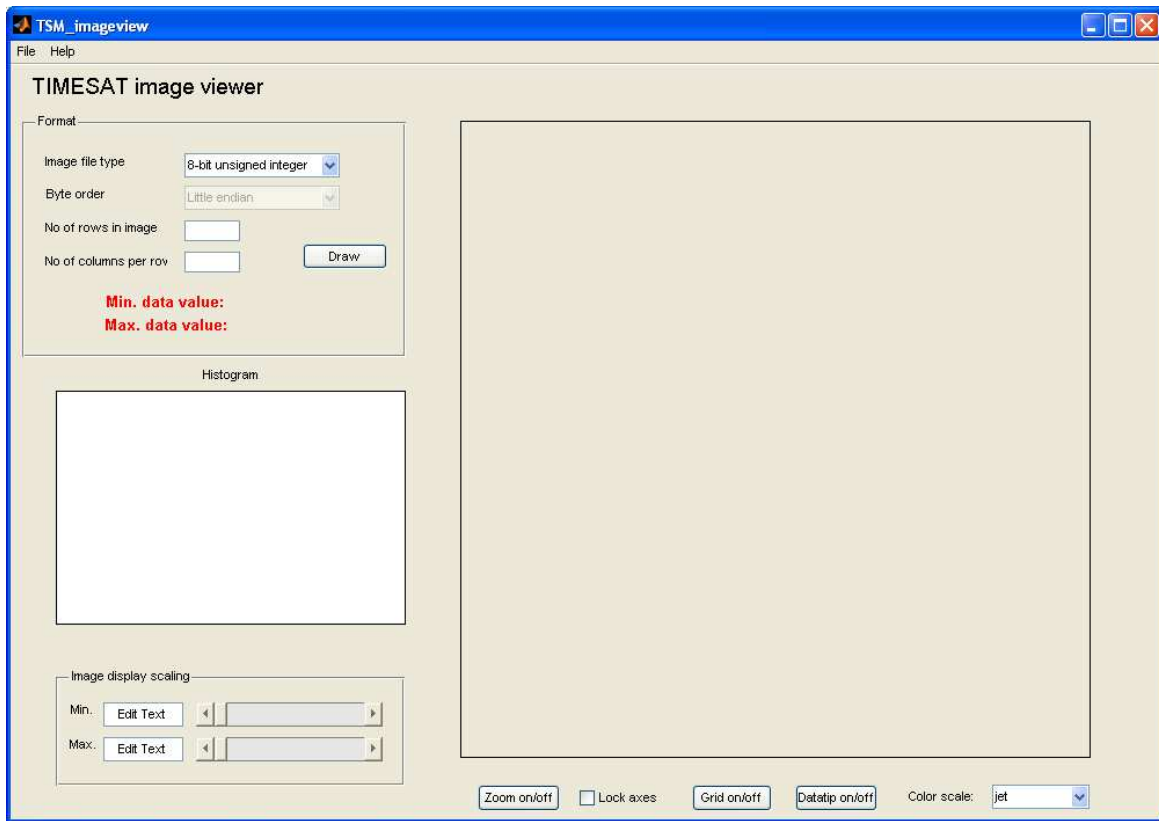 TSM_imageview
File Help
TIMESAT image viewer
Format
Image file type 8-bit unsigned integer
Byte order Little endian
No of rows in image
No of columns per rov
Draw
Min. data value:
Max. data value:
Histogram
Image display scaling
Min. Edit Text
Max. Edit Text
Zoom on/off Lock axes Grid on/off Datatip on/off Color scale: jet